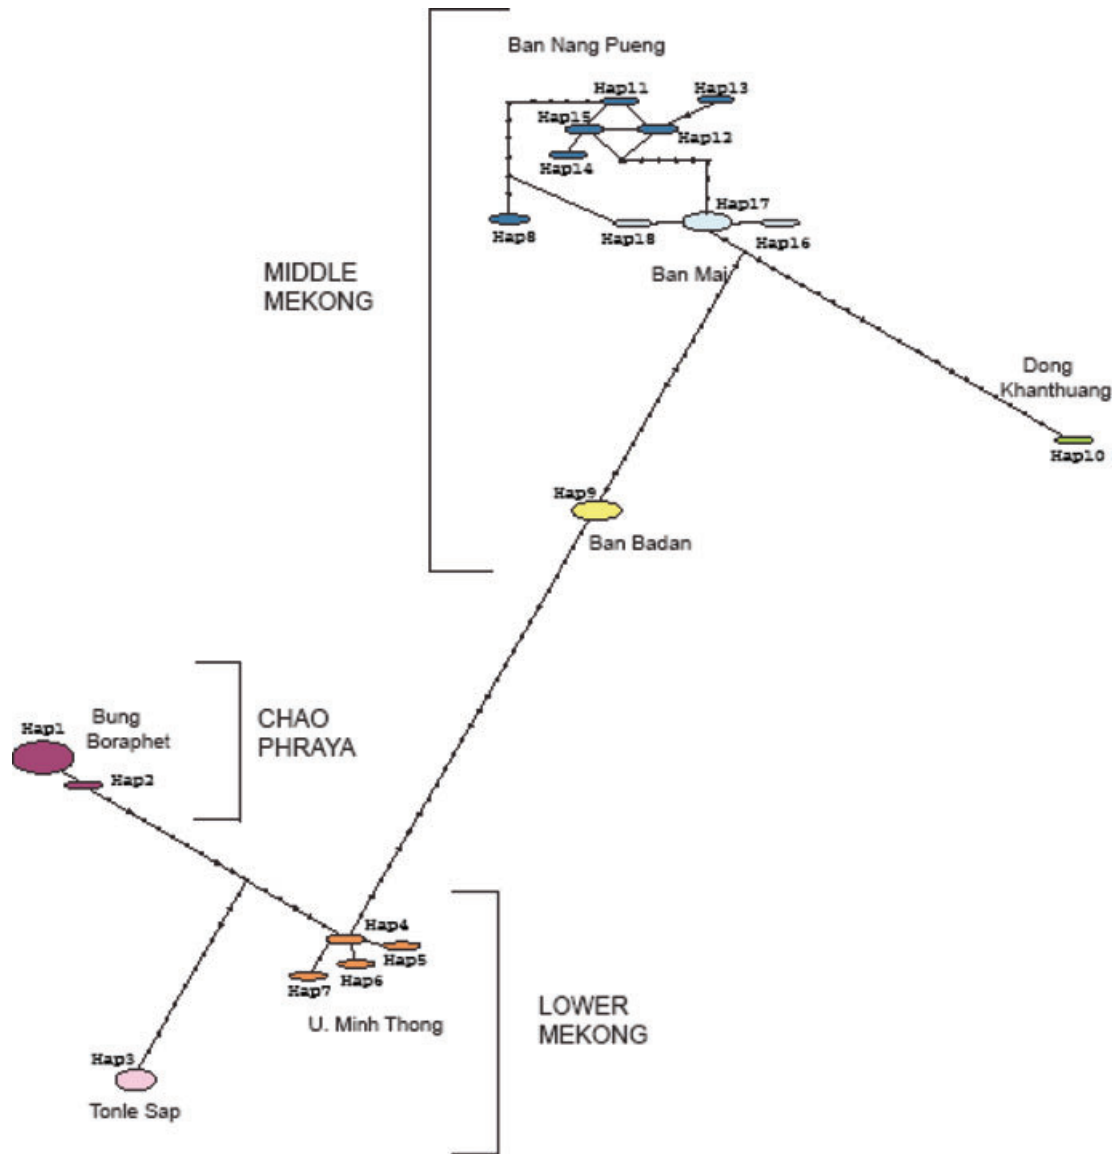 Ban Nang Pueng
Hap11
Hap13
Hap15
Hap12
Hap14
Hap17
Hap8
Hap18
Hap16
Ban Mai
MIDDLE
MEKONG
Dong
Khanthuang
Hap10
Hap9
Ban Badan
Bung
Boraphet
Hap1
Hap2
CHAO
PHRAYA
Hap4
Hap5
Hap6
Hap7
U. Minh Thong
LOWER
MEKONG
Hap3
Tonle Sap